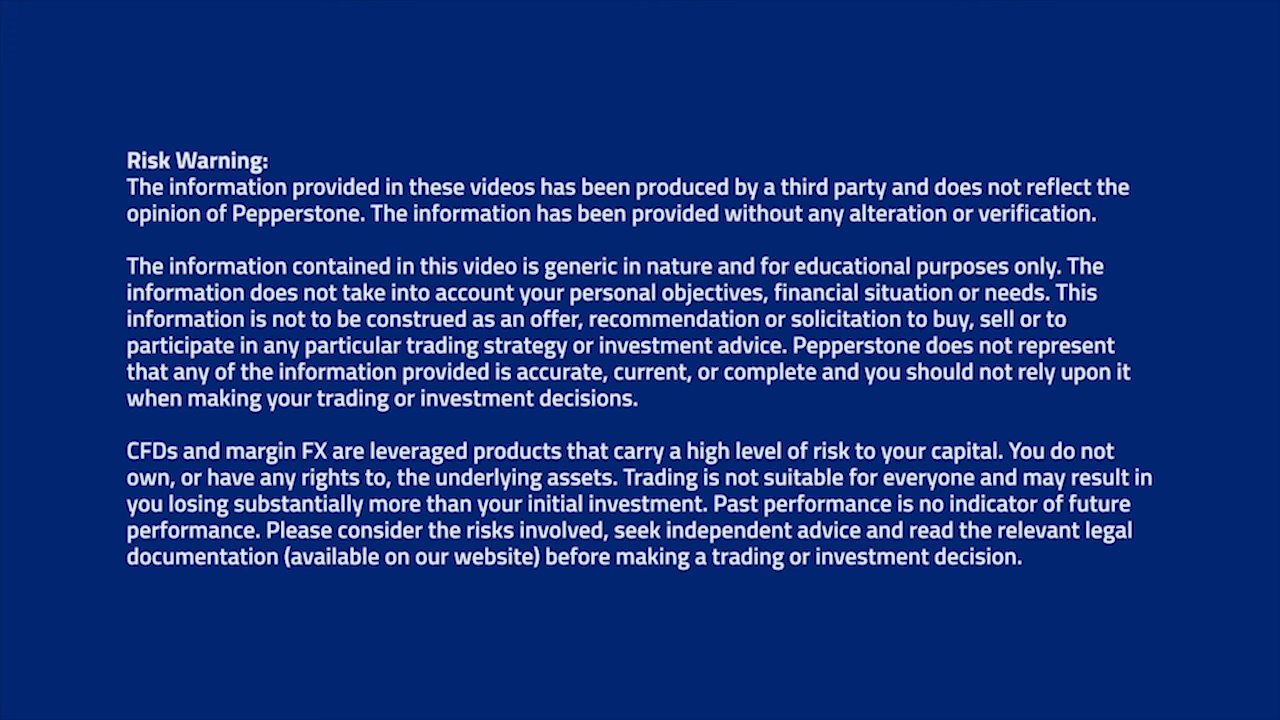 Risk Warning:
The information provided in these videos has been produced by a third party and does not reflect the
opinion of Pepperstone. The information has been provided without any alteration or verification.
The information contained in this video is generic in nature and for educational purposes only. The
information does not take into account your personal objectives, financial situation or needs. This
information is not to be construed as an offer, recommendation or solicitation to buy, sell or to
participate in any particular trading strategy or investment advice. Pepperstone does not represent
that any of the information provided is accurate, current, or complete and you should not rely upon it
when making your trading or investment decisions.
CFDs and margin FX are leveraged products that carry a high level of risk to your capital. You do not
own, or have any rights to, the underlying assets. Trading is not suitable for everyone and may result in
you losing substantially more than your initial investment. Past performance is no indicator of future
performance. Please consider the risks involved, seek independent advice and read the relevant legal
documentation (available on our website) before making a trading or investment decision.